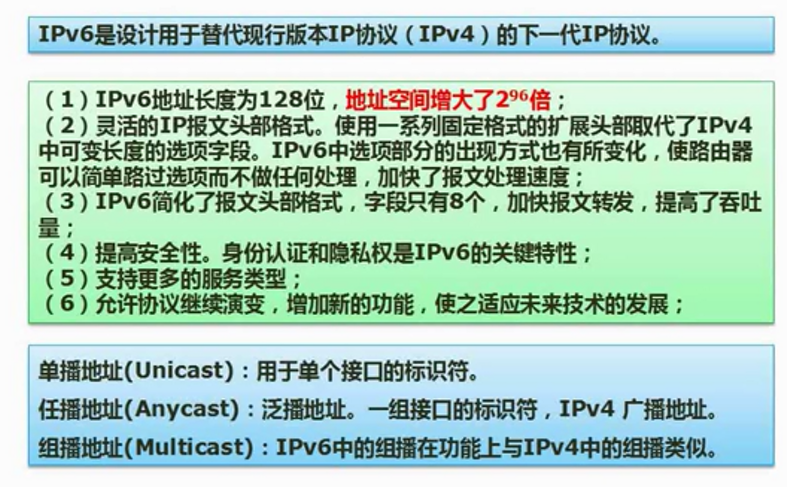 IPv6是设计用于替代现行版本IP协议（IPv4）的下一代IP协议。
（1）IPv6地址长度为128位，地址空间增大了2⁹⁶倍；
（2）灵活的IP报文头部格式。使用一系列固定格式的扩展头部取代了IPv4
中可变长度的选项字段。IPv6中选项部分的出现方式也有所变化，使路由器
可以简单路过选项而不做任何处理，加快了报文处理速度；
（3）IPv6简化了报文头部格式，字段只有8个，加快报文转发，提高了吞吐
量；
（4）提高安全性。身份认证和隐私权是IPv6的关键特性；
（5）支持更多的服务类型；
（6）允许协议继续演变，增加新的功能，使之适应未来技术的发展；
单播地址(Unicast)：用于单个接口的标识符。
任播地址(Anycast)：泛播地址。一组接口的标识符，IPv4 广播地址。
组播地址(Multicast)：IPv6中的组播在功能上与IPv4中的组播类似。